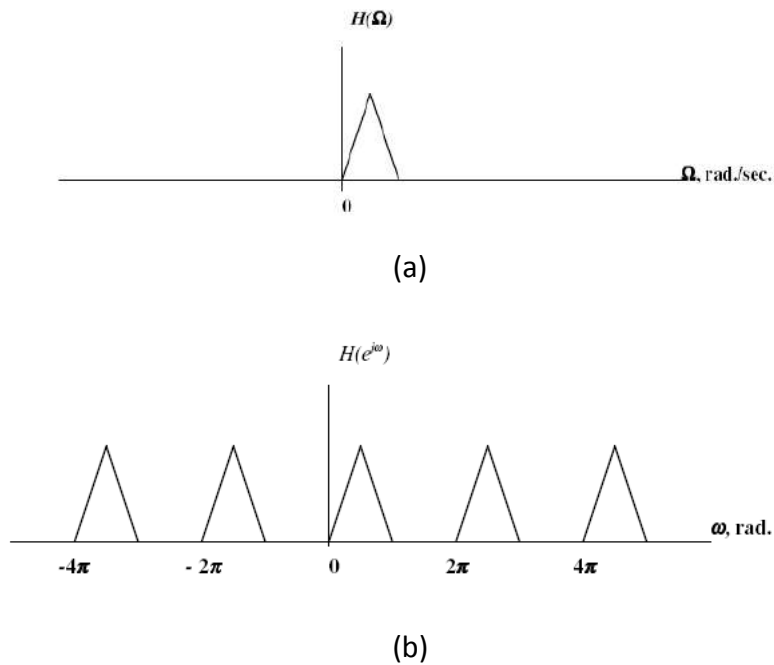 H(Ω)
Ω, rad./sec.
0
(a)
H(e^{jω})
ω, rad.
-4π - 2π 0 2π 4π
(b)